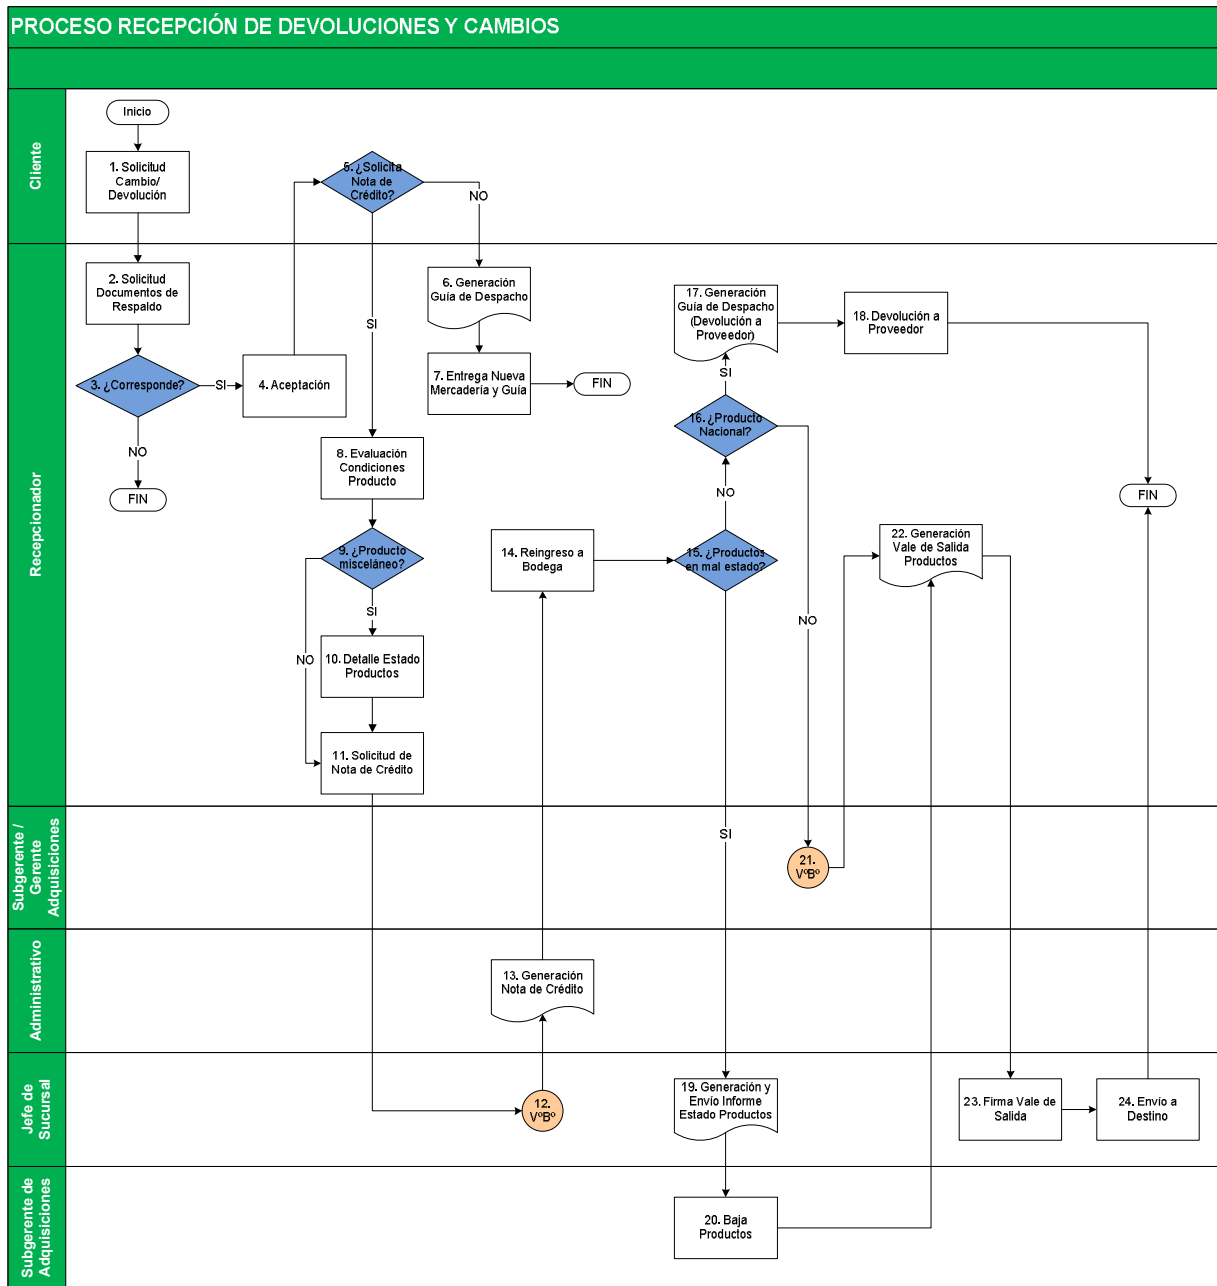 PROCESO RECEPCIÓN DE DEVOLUCIONES Y CAMBIOS
Cliente
Inicio
1. Solicitud
Cambio/
Devolución
5. ¿Solicita
Nota de
Crédito?
NO
SI
Recepcionador
2. Solicitud
Documentos de
Respaldo
3. ¿Corresponde?
SI
NO
FIN
4. Aceptación
6. Generación
Guía de Despacho
7. Entrega Nueva
Mercadería y Guía
FIN
8. Evaluación
Condiciones
Producto
9. ¿Producto
misceláneo?
SI
NO
10. Detalle Estado
Productos
11. Solicitud de
Nota de Crédito
14. Reingreso a
Bodega
15. ¿Productos
en mal estado?
NO
SI
16. ¿Producto
Nacional?
SI
NO
17. Generación
Guía de Despacho
(Devolución a
Proveedor)
18. Devolución a
Proveedor
FIN
22. Generación
Vale de Salida
Productos
Subgerente /
Gerente
Adquisiciones
21.
VºBº
Administrativo
13. Generación
Nota de Crédito
Jefe de
Sucursal
12.
VºBº
19. Generación y
Envío Informe
Estado Productos
23. Firma Vale de
Salida
24. Envío a
Destino
Subgerente de
Adquisiciones
20. Baja
Productos